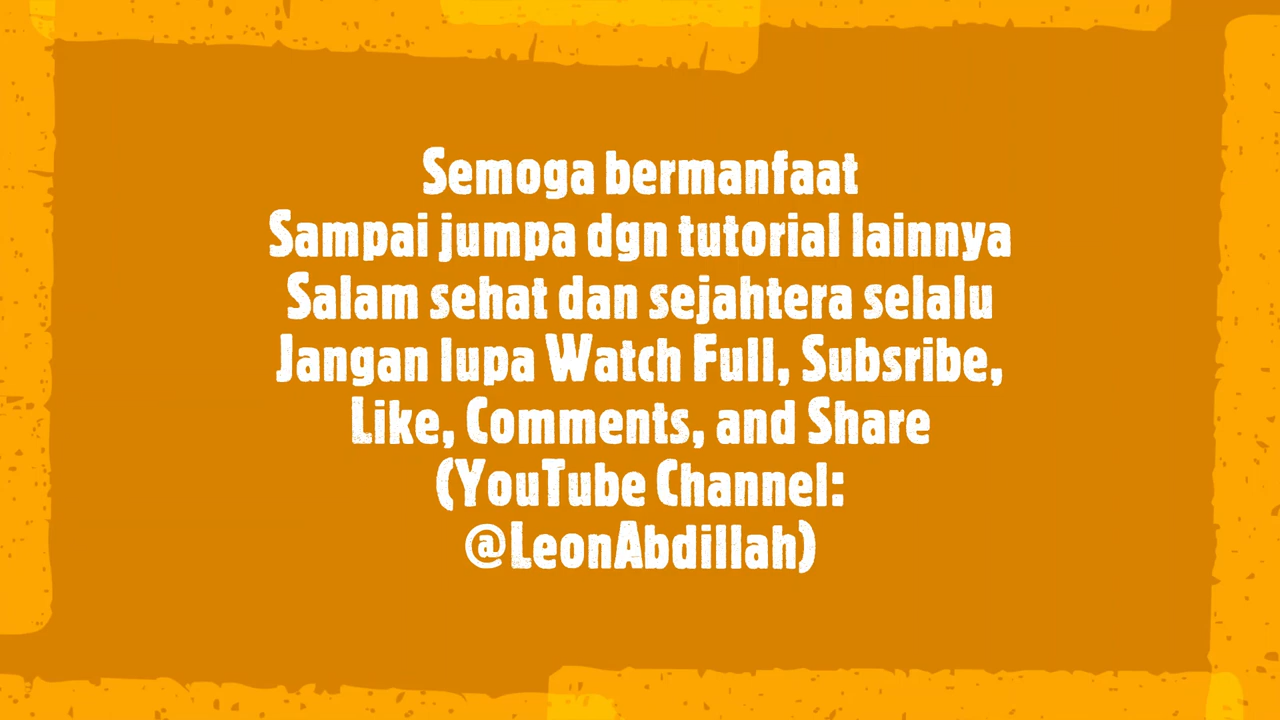 Semoga bermanfaat
Sampai jumpa dgn tutorial lainnya
Salam sehat dan sejahtera selalu
Jangan lupa Watch Full, Subsribe,
Like, Comments, and Share
(YouTube Channel:
@LeonAbdillah)